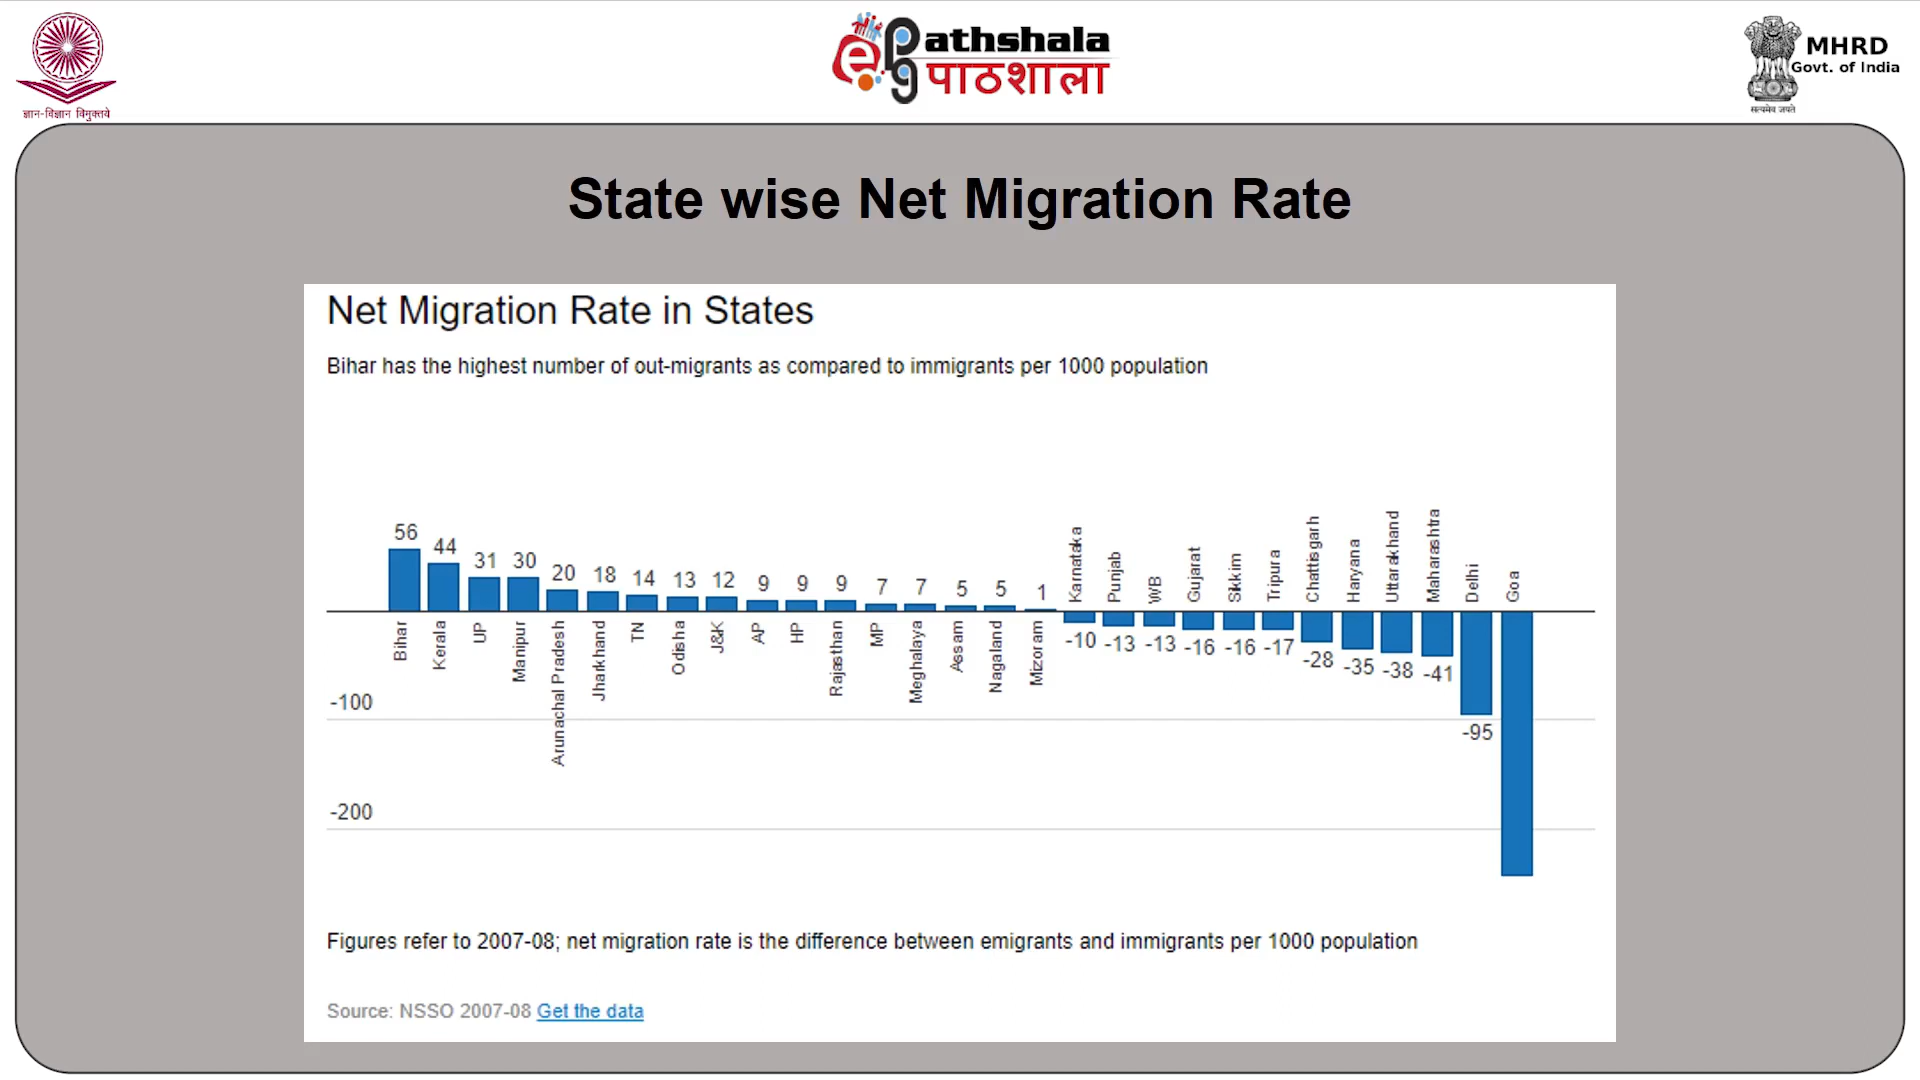 ज्ञान-विज्ञान विमुक्तये
ePG Pathshala
पाठशाला
MHRD
Govt. of India
सत्यमेव जयते
State wise Net Migration Rate
Net Migration Rate in States
Bihar has the highest number of out-migrants as compared to immigrants per 1000 population
56 44 31 30 20 18 14 13 12 9 9 9 7 7 5 5 1
Karnataka Punjab WB Gujarat Sikkim Tripura Chattisgarh Haryana Uttarakhand Maharashtra Delhi Goa
Bihar Kerala UP Manipur Arunachal Pradesh Jharkhand TN Odisha J&K AP HP Rajasthan MP Meghalaya Assam Nagaland Mizoram
-10 -13 -13 -16 -16 -17 -28 -35 -38 -41 -95
-100
-200
Figures refer to 2007-08; net migration rate is the difference between emigrants and immigrants per 1000 population
Source: NSSO 2007-08 Get the data